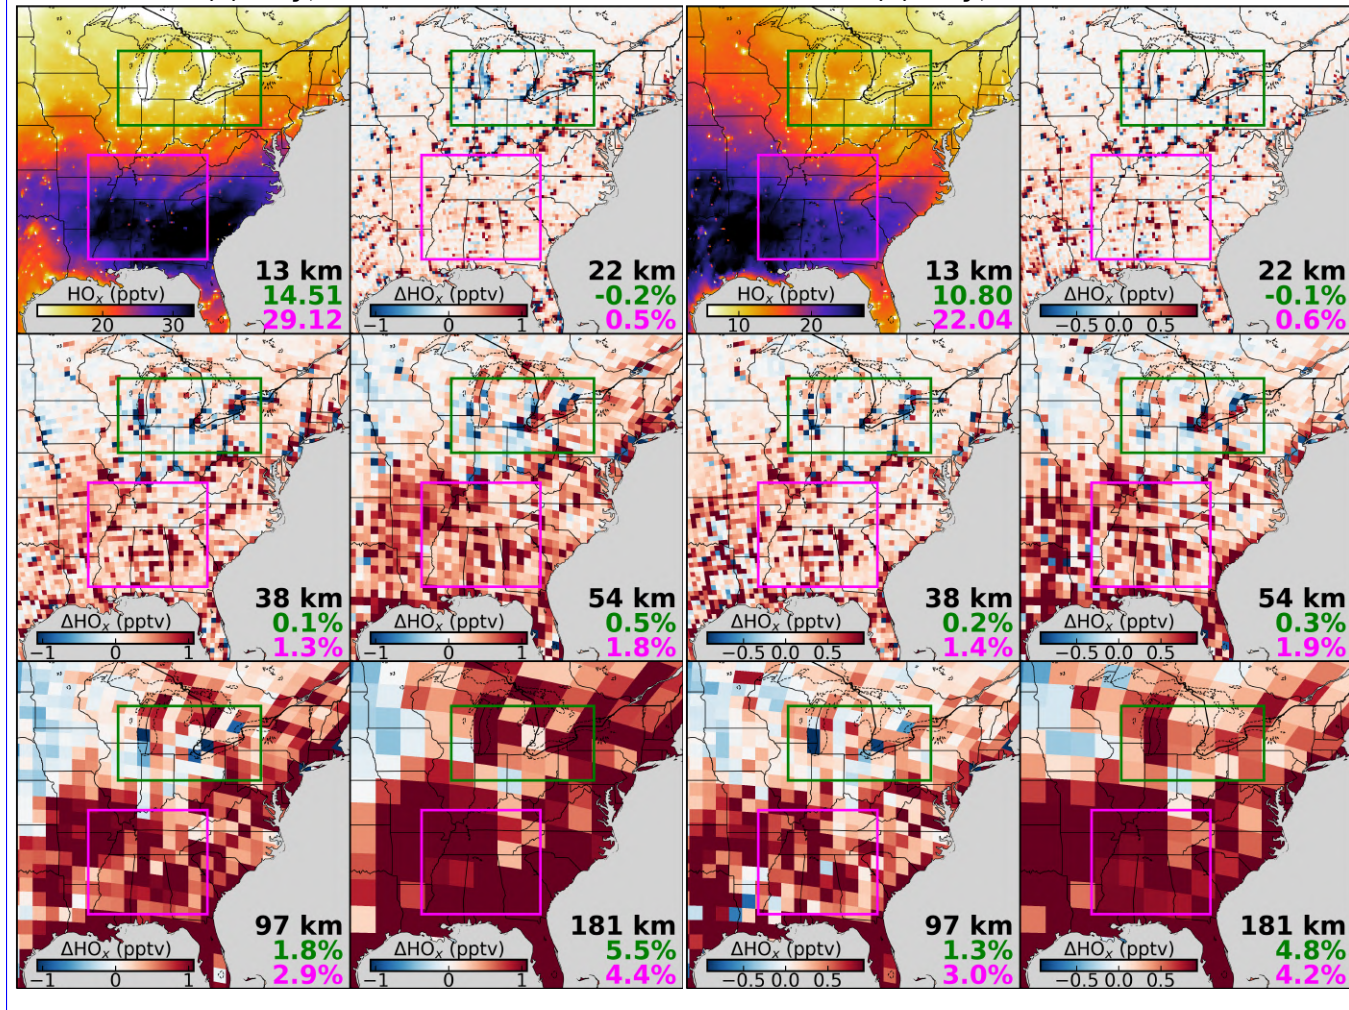 13 km
14.51
29.12
HOx (pptv)
20 30
22 km
-0.2%
0.5%
ΔHOx (pptv)
−1 0 1
13 km
10.80
22.04
HOx (pptv)
10 20
22 km
-0.1%
0.6%
ΔHOx (pptv)
−0.5 0.0 0.5
38 km
0.1%
1.3%
ΔHOx (pptv)
−1 0 1
54 km
0.5%
1.8%
ΔHOx (pptv)
−1 0 1
38 km
0.2%
1.4%
ΔHOx (pptv)
−0.5 0.0 0.5
54 km
0.3%
1.9%
ΔHOx (pptv)
−0.5 0.0 0.5
97 km
1.8%
2.9%
ΔHOx (pptv)
−1 0 1
181 km
5.5%
4.4%
ΔHOx (pptv)
−1 0 1
97 km
1.3%
3.0%
ΔHOx (pptv)
−0.5 0.0 0.5
181 km
4.8%
4.2%
ΔHOx (pptv)
−0.5 0.0 0.5